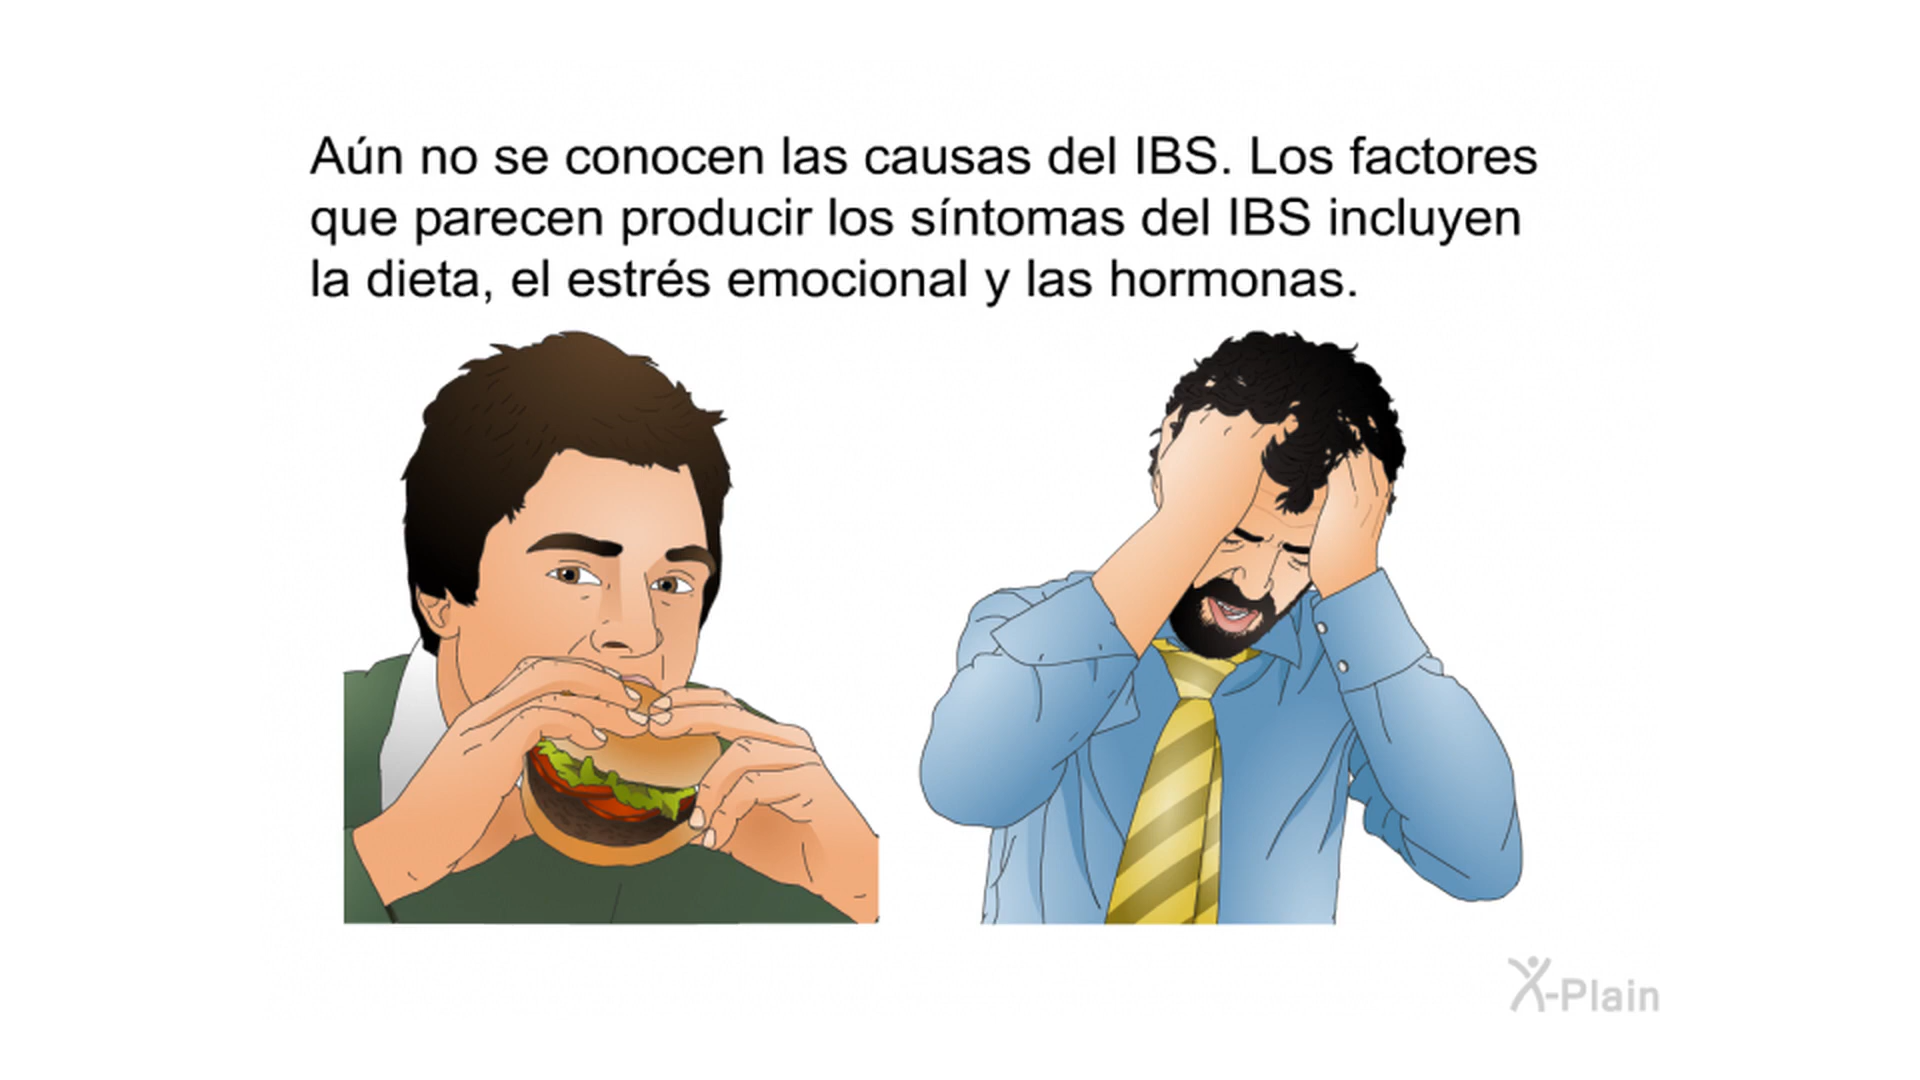 Aún no se conocen las causas del IBS. Los factores
que parecen producir los síntomas del IBS incluyen
la dieta, el estrés emocional y las hormonas.
X-Plain